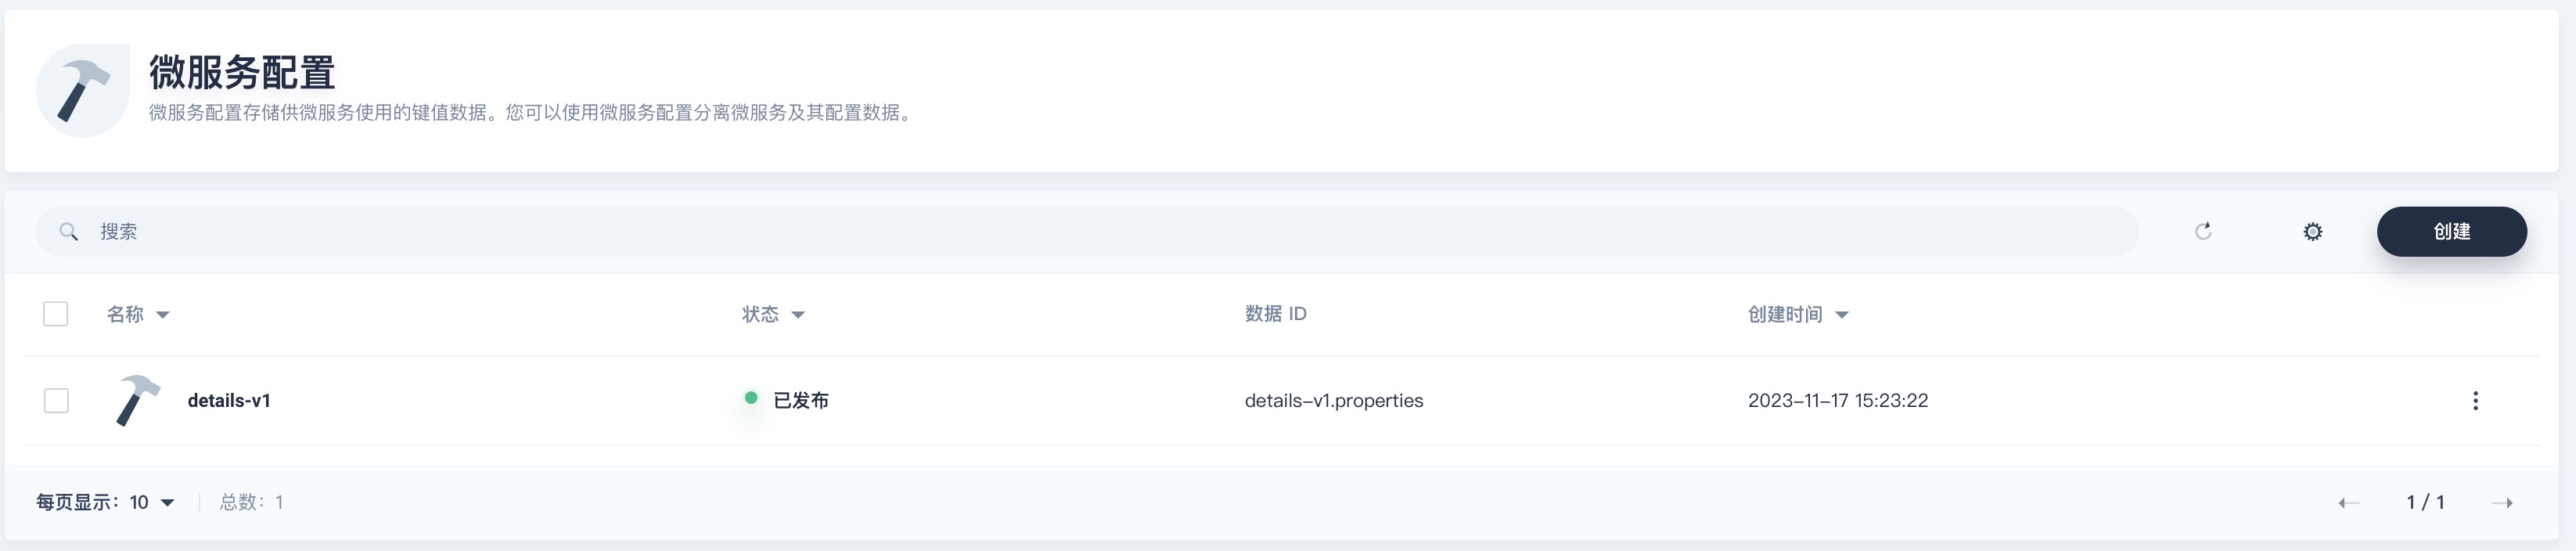 微服务配置
微服务配置存储供微服务使用的键值数据。您可以使用微服务配置分离微服务及其配置数据。
搜索
创建
名称 状态 数据 ID 创建时间
details-v1 已发布 details-v1.properties 2023-11-17 15:23:22
每页显示：10 总数：1 1 / 1